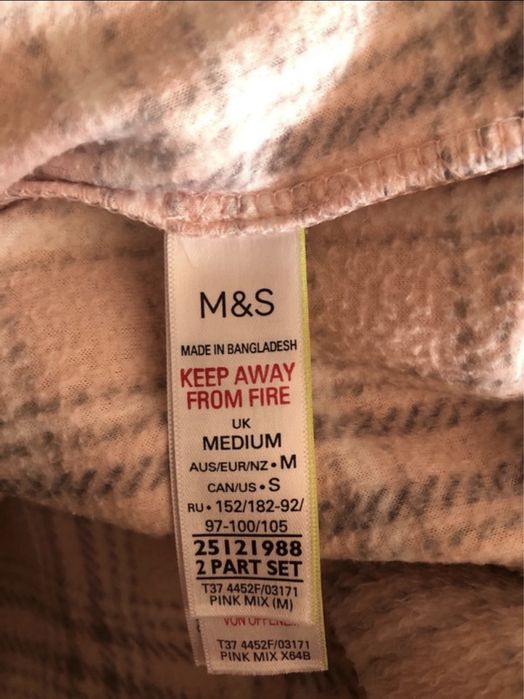 M&S
MADE IN BANGLADESH
KEEP AWAY
FROM FIRE
UK
MEDIUM
AUS/EUR/NZ • M
CAN/US • S
RU • 152/182-92/
97-100/105
25121988
2 PART SET
T37 4452F/03171
PINK MIX (M)
VON
T37 4452F/03171
PINK MIX X64B